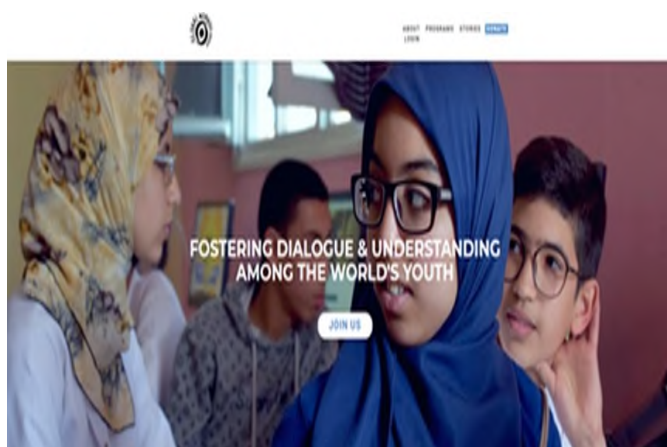 ABOUT PROGRAMS STORIES DONATE
LOGIN
FOSTERING DIALOGUE & UNDERSTANDING
AMONG THE WORLD'S YOUTH
JOIN US